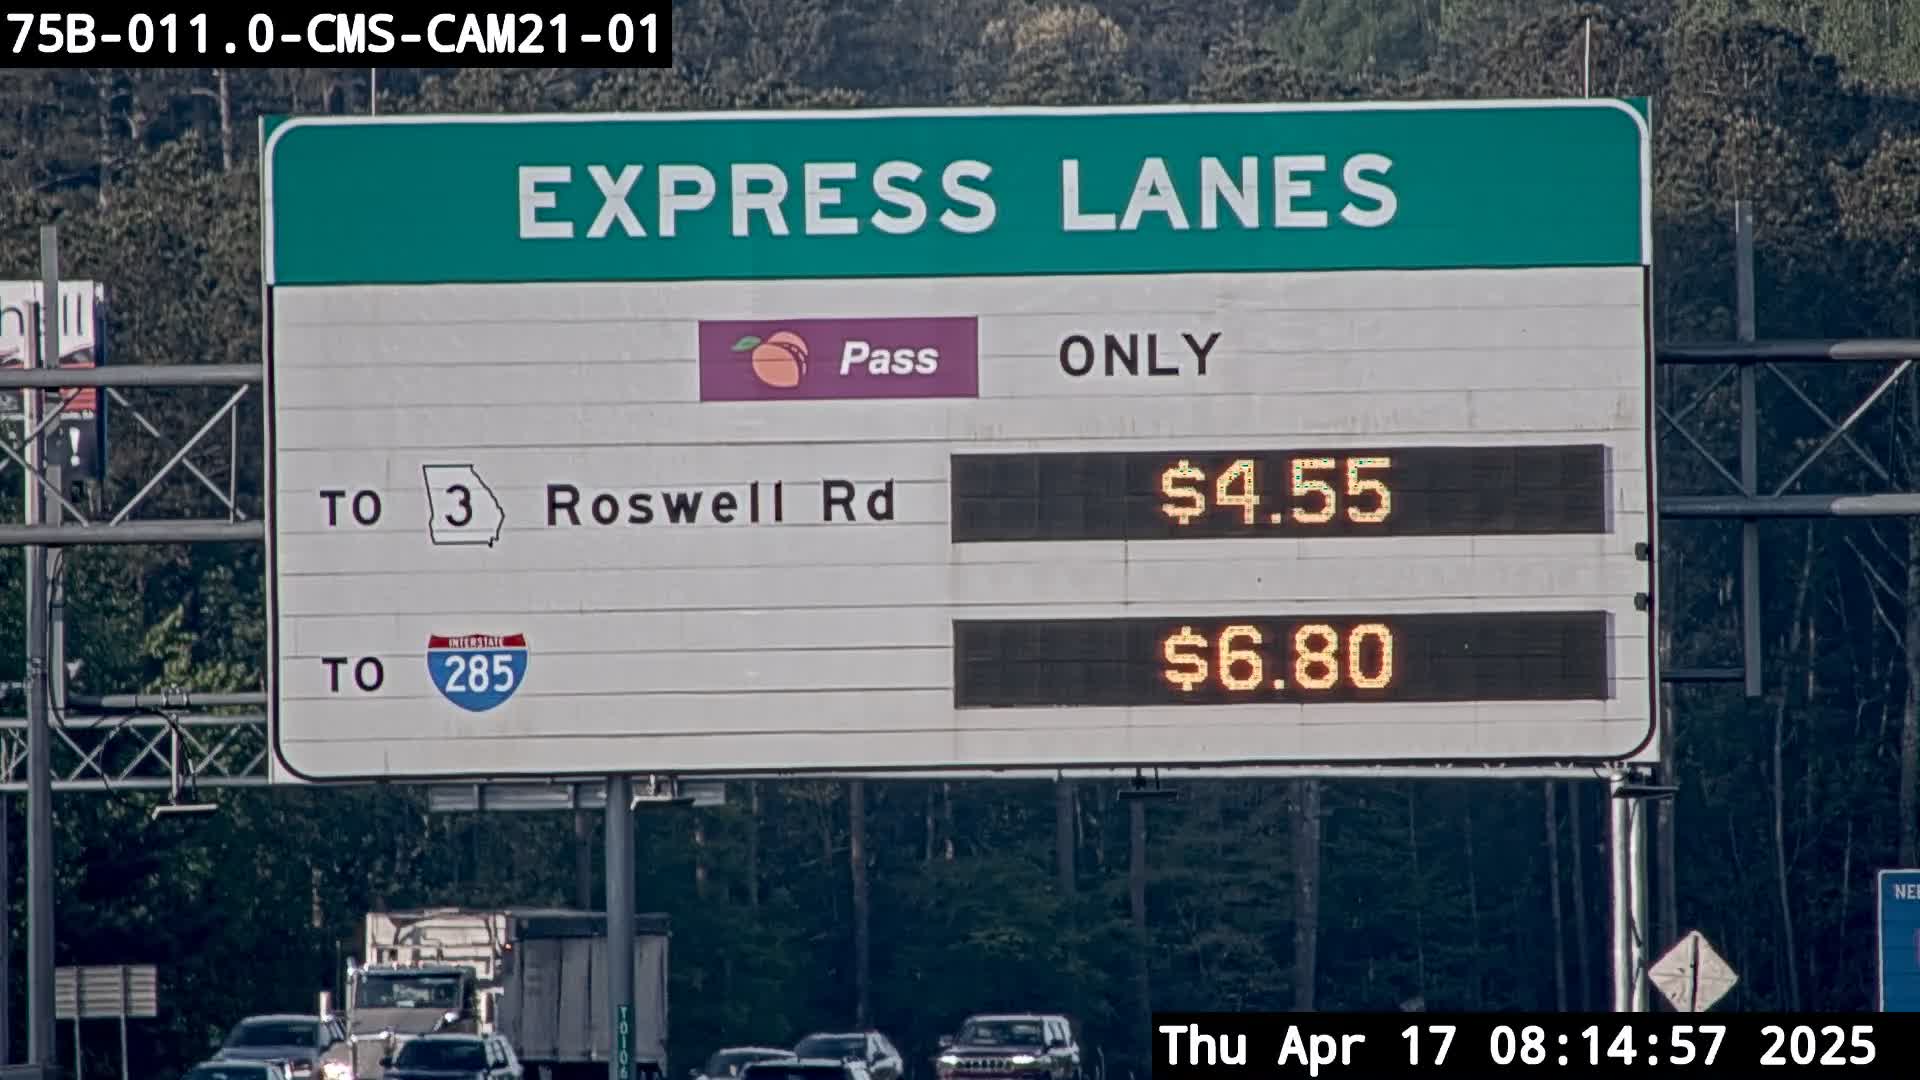 75B-011.0-CMS-CAM21-01
EXPRESS LANES
Pass ONLY
TO 3 Roswell Rd $4.55
TO INTERSTATE 285 $6.80
Thu Apr 17 08:14:57 2025